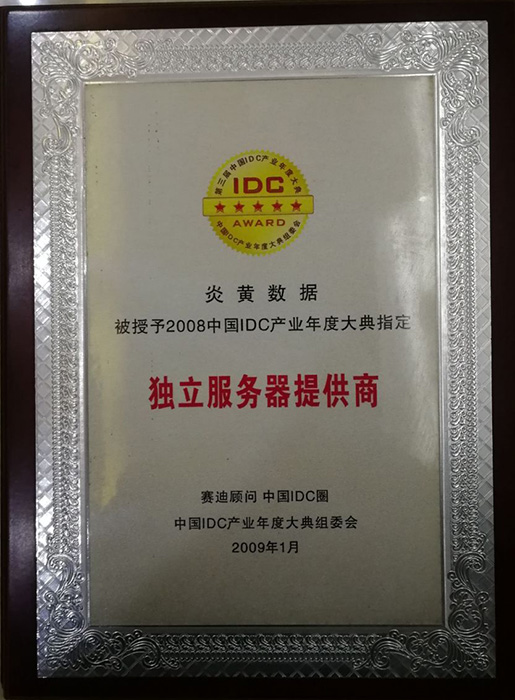 第三届中国IDC产业年度大典
IDC
★★★★★
AWARD
中国IDC产业年度大典组委会
炎黄数据
被授予2008中国IDC产业年度大典指定
独立服务器提供商
赛迪顾问 中国IDC圈
中国IDC产业年度大典组委会
2009年1月